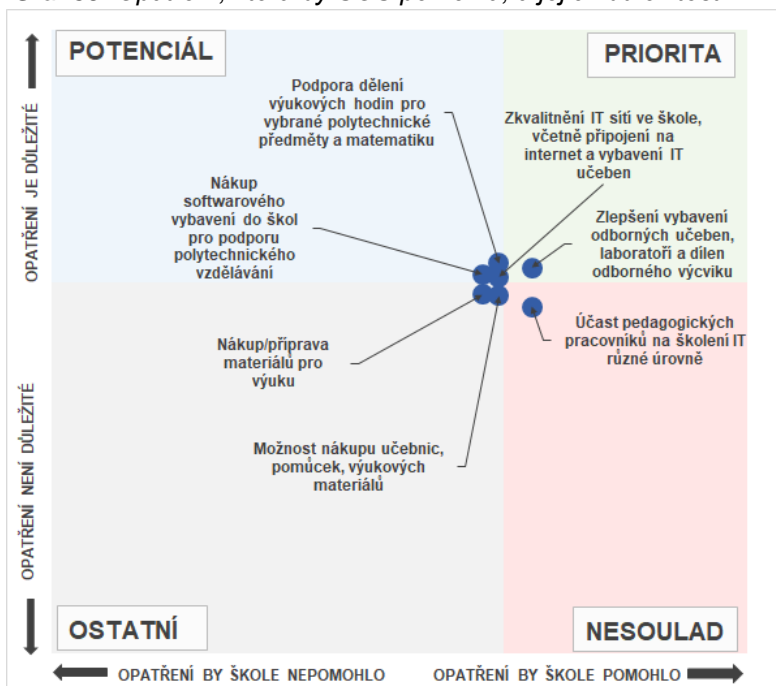 POTENCIÁL
PRIORITA
Podpora dělení
výukových hodin pro
vybrané polytechnické
předměty a matematiku
Zkvalitnění IT sítí ve škole,
včetně připojení na
internet a vybavení IT
učeben
Nákup
softwarového
vybavení do škol
pro podporu
polytechnického
vzdělávání
Zlepšení vybavení
odborných učeben,
laboratoří a dílen
odborného výcviku
Nákup/příprava
materiálů pro
výuku
Účast pedagogických
pracovníků na školení IT
různé úrovně
Možnost nákupu učebnic,
pomůcek, výukových
materiálů
OPATŘENÍ JE DŮLEŽITÉ
OPATŘENÍ NENÍ DŮLEŽITÉ
OSTATNÍ
NESOULAD
OPATŘENÍ BY ŠKOLE NEPOMOHLO
OPATŘENÍ BY ŠKOLE POMOHLO